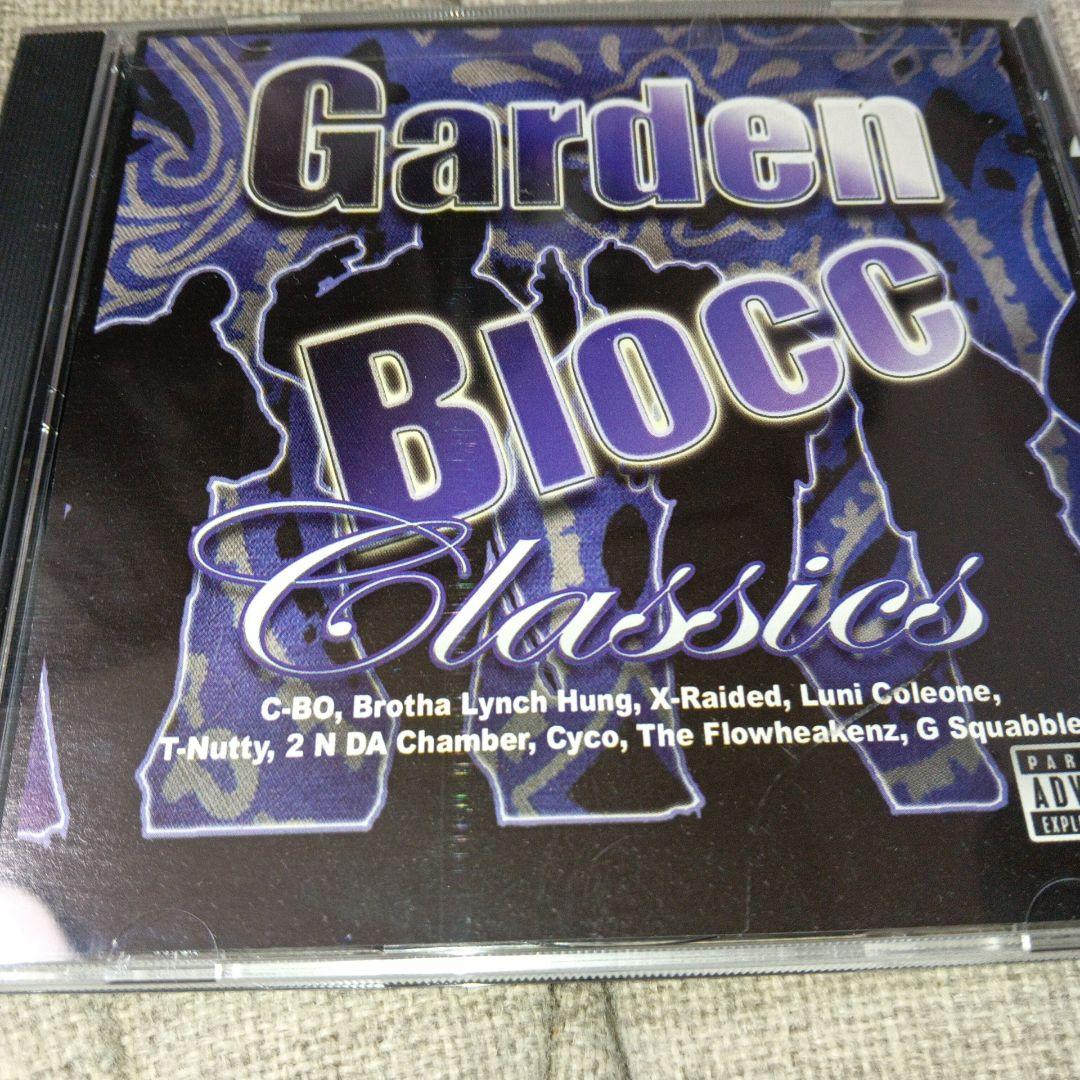 Garden
Blocc
Classics
C-BO, Brotha Lynch Hung, X-Raided, Luni Coleone,
T-Nutty, 2 N DA Chamber, Cyco, The Flowheakenz, G Squabble